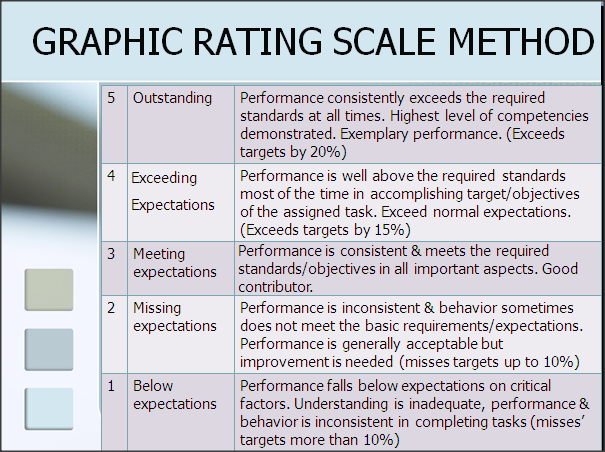 GRAPHIC RATING SCALE METHOD
5 Outstanding Performance consistently exceeds the required
standards at all times. Highest level of competencies
demonstrated. Exemplary performance. (Exceeds
targets by 20%)
4 Exceeding Performance is well above the required standards
Expectations most of the time in accomplishing target/objectives
of the assigned task. Exceed normal expectations.
(Exceeds targets by 15%)
3 Meeting Performance is consistent & meets the required
expectations standards/objectives in all important aspects. Good
contributor.
2 Missing Performance is inconsistent & behavior sometimes
expectations does not meet the basic requirements/expectations.
Performance is generally acceptable but
improvement is needed (misses targets up to 10%)
1 Below Performance falls below expectations on critical
expectations factors. Understanding is inadequate, performance &
behavior is inconsistent in completing tasks (misses’
targets more than 10%)